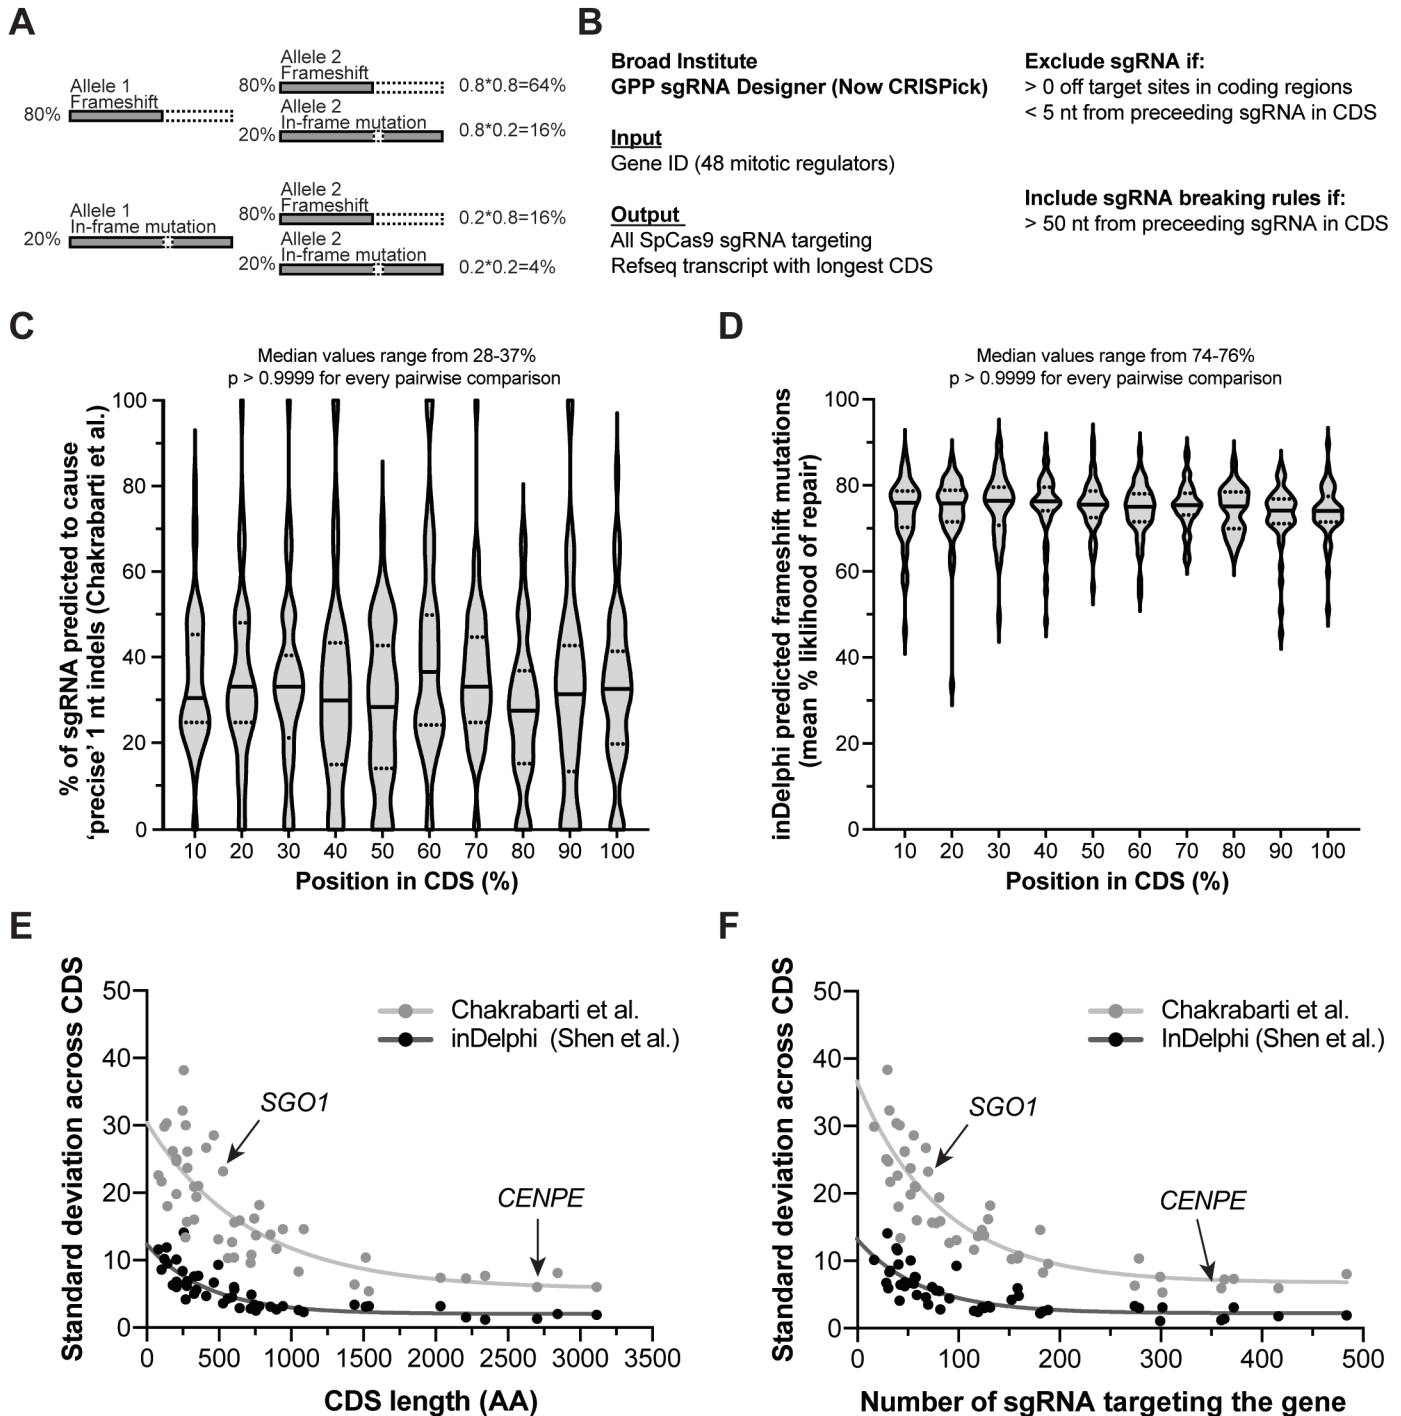 A
Allele 1
Frameshift
80%
Allele 2
Frameshift
80%
0.8*0.8=64%
Allele 2
In-frame mutation
20%
0.8*0.2=16%
Allele 1
In-frame mutation
20%
Allele 2
Frameshift
80%
0.2*0.8=16%
Allele 2
In-frame mutation
20%
0.2*0.2=4%
B
Broad Institute
GPP sgRNA Designer (Now CRISPick)
Input
Gene ID (48 mitotic regulators)
Output
All SpCas9 sgRNA targeting
Refseq transcript with longest CDS
Exclude sgRNA if:
> 0 off target sites in coding regions
< 5 nt from preceeding sgRNA in CDS
Include sgRNA breaking rules if:
> 50 nt from preceeding sgRNA in CDS
C
Median values range from 28-37%
p > 0.9999 for every pairwise comparison
% of sgRNA predicted to cause
‘precise’ 1 nt indels (Chakrabarti et al.)
100
80
60
40
20
0
10 20 30 40 50 60 70 80 90 100
Position in CDS (%)
D
Median values range from 74-76%
p > 0.9999 for every pairwise comparison
inDelphi predicted frameshift mutations
(mean % liklihood of repair)
100
80
60
40
20
0
10 20 30 40 50 60 70 80 90 100
Position in CDS (%)
E
Standard deviation across CDS
50
40
30
20
10
0
Chakrabarti et al.
inDelphi (Shen et al.)
SGO1
CENPE
0 500 1000 1500 2000 2500 3000 3500
CDS length (AA)
F
Standard deviation across CDS
50
40
30
20
10
0
Chakrabarti et al.
InDelphi (Shen et al.)
SGO1
CENPE
0 100 200 300 400 500
Number of sgRNA targeting the gene